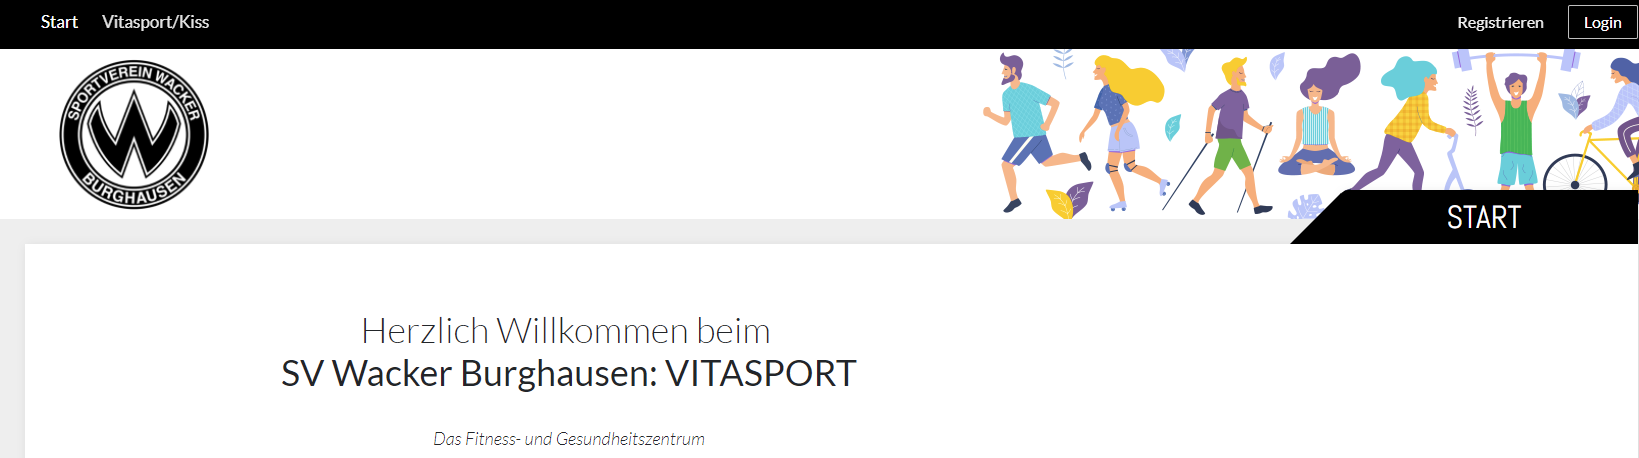 Start Vitasport/Kiss Registrieren Login
SPORTVEREIN WACKER
W
BURGHAUSEN
START
Herzlich Willkommen beim
SV Wacker Burghausen: VITASPORT
Das Fitness- und Gesundheitszentrum